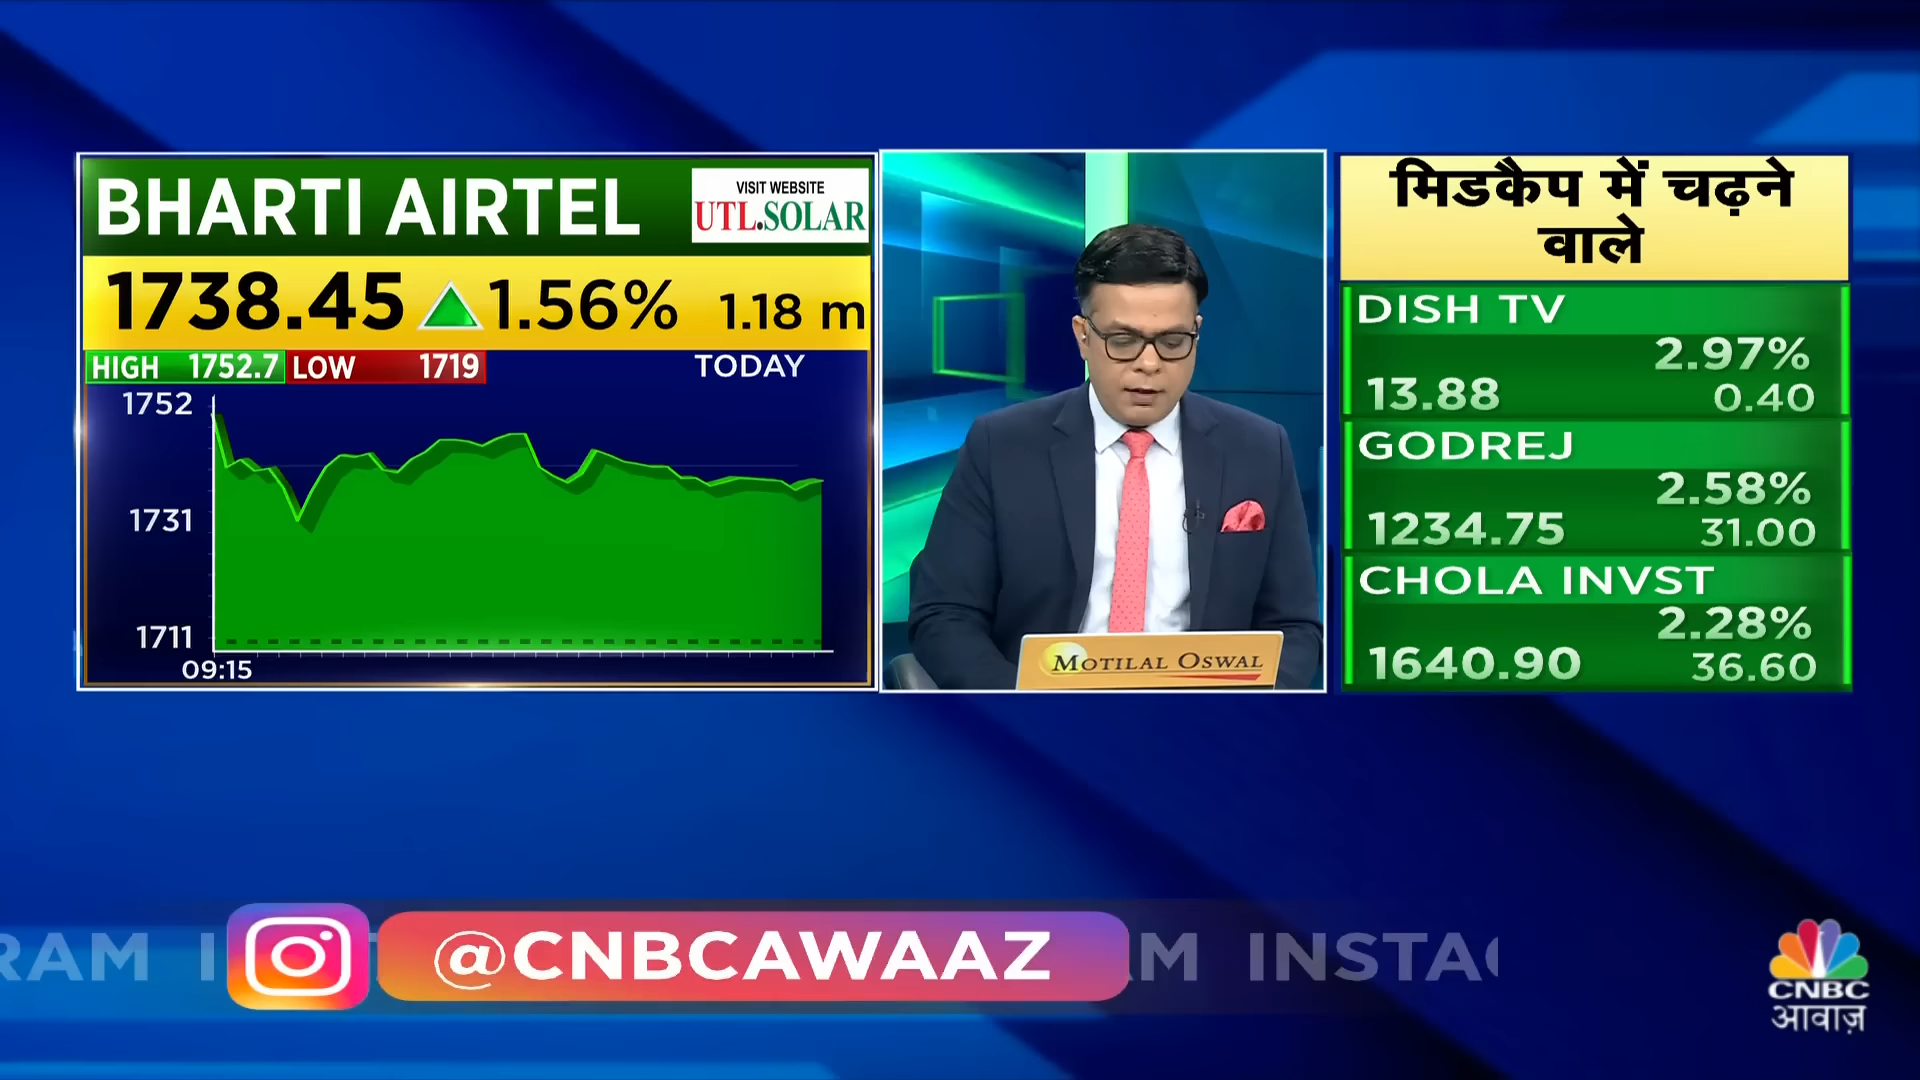 BHARTI AIRTEL
VISIT WEBSITE
UTL.SOLAR
1738.45 1.56% 1.18 m
HIGH 1752.7 LOW 1719 TODAY
1752
1731
1711
09:15
MOTILAL OSWAL
मिडकैप में चढ़ने
वाले
DISH TV
2.97%
13.88 0.40
GODREJ
2.58%
1234.75 31.00
CHOLA INVST
2.28%
1640.90 36.60
RAM I @CNBCAWAAZ M INSTA
CNBC
आवाज़